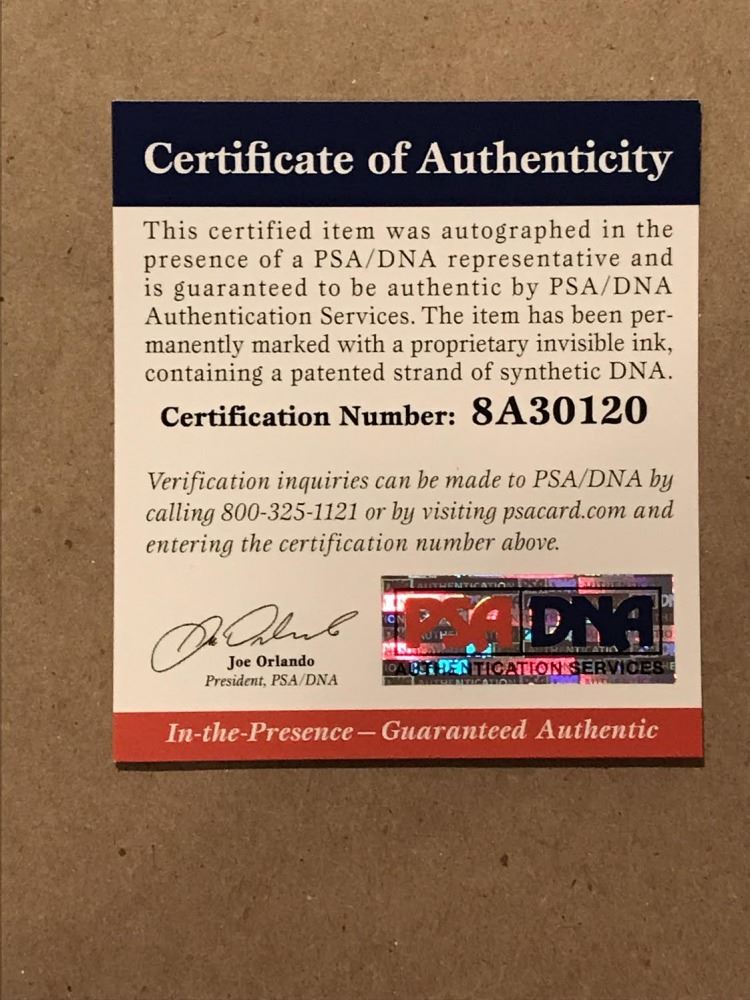 Certificate of Authenticity
This certified item was autographed in the
presence of a PSA/DNA representative and
is guaranteed to be authentic by PSA/DNA
Authentication Services. The item has been per-
manently marked with a proprietary invisible ink,
containing a patented strand of synthetic DNA.
Certification Number: 8A30120
Verification inquiries can be made to PSA/DNA by
calling 800-325-1121 or by visiting psacard.com and
entering the certification number above.
Joe Orlando
President, PSA/DNA
PSA DNA
AUTHENTICATION SERVICES
In-the-Presence – Guaranteed Authentic